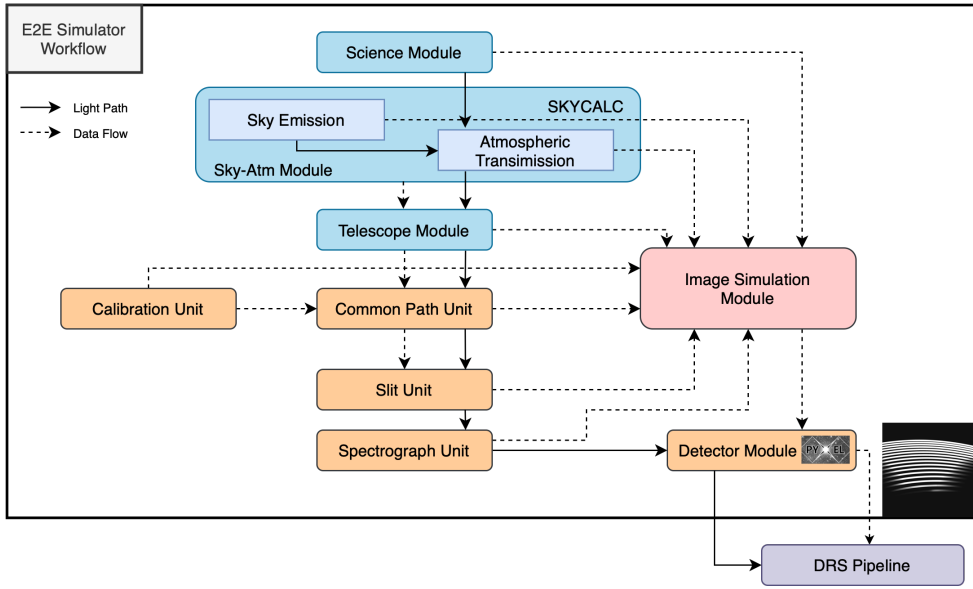 E2E Simulator
Workflow
Light Path
Data Flow
Science Module
SKYCALC
Sky Emission
Atmospheric
Transimission
Sky-Atm Module
Telescope Module
Image Simulation
Module
Calibration Unit
Common Path Unit
Slit Unit
Spectrograph Unit
Detector Module
PYXEL
DRS Pipeline